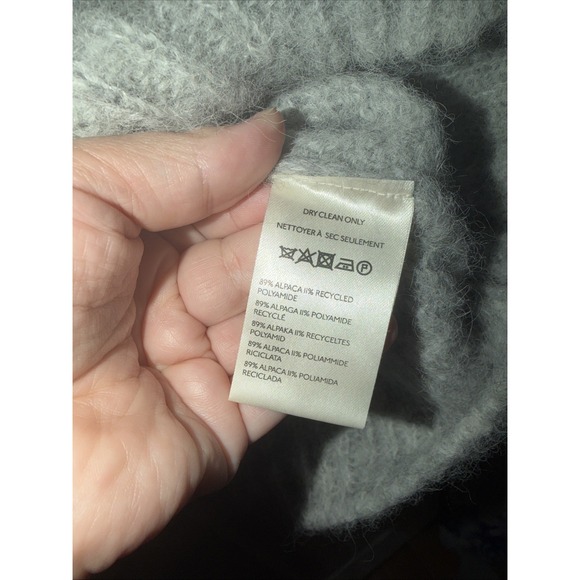 DRY CLEAN ONLY
NETTOYER À SEC SEULEMENT
P
89% ALPACA 11% RECYCLED
POLYAMIDE
89% ALPAGA 11% POLYAMIDE
RECYCLÉ
89% ALPAKA 11% RECYCELTES
POLYAMID
89% ALPACA 11% POLIAMMIDE
RICICLATA
89% ALPACA 11% POLIAMIDA
RECICLADA